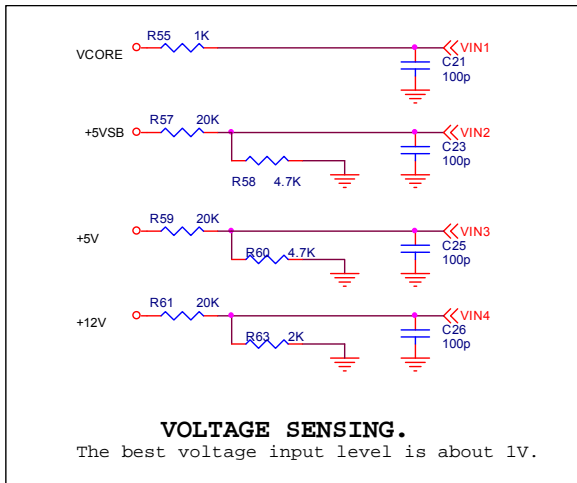 R55 1K
VCORE VIN1
C21
100p
R57 20K
+5VSB VIN2
C23
100p
R58 4.7K
R59 20K
+5V VIN3
R60 4.7K C25
100p
R61 20K
+12V VIN4
R63 2K C26
100p
VOLTAGE SENSING.
The best voltage input level is about 1V.